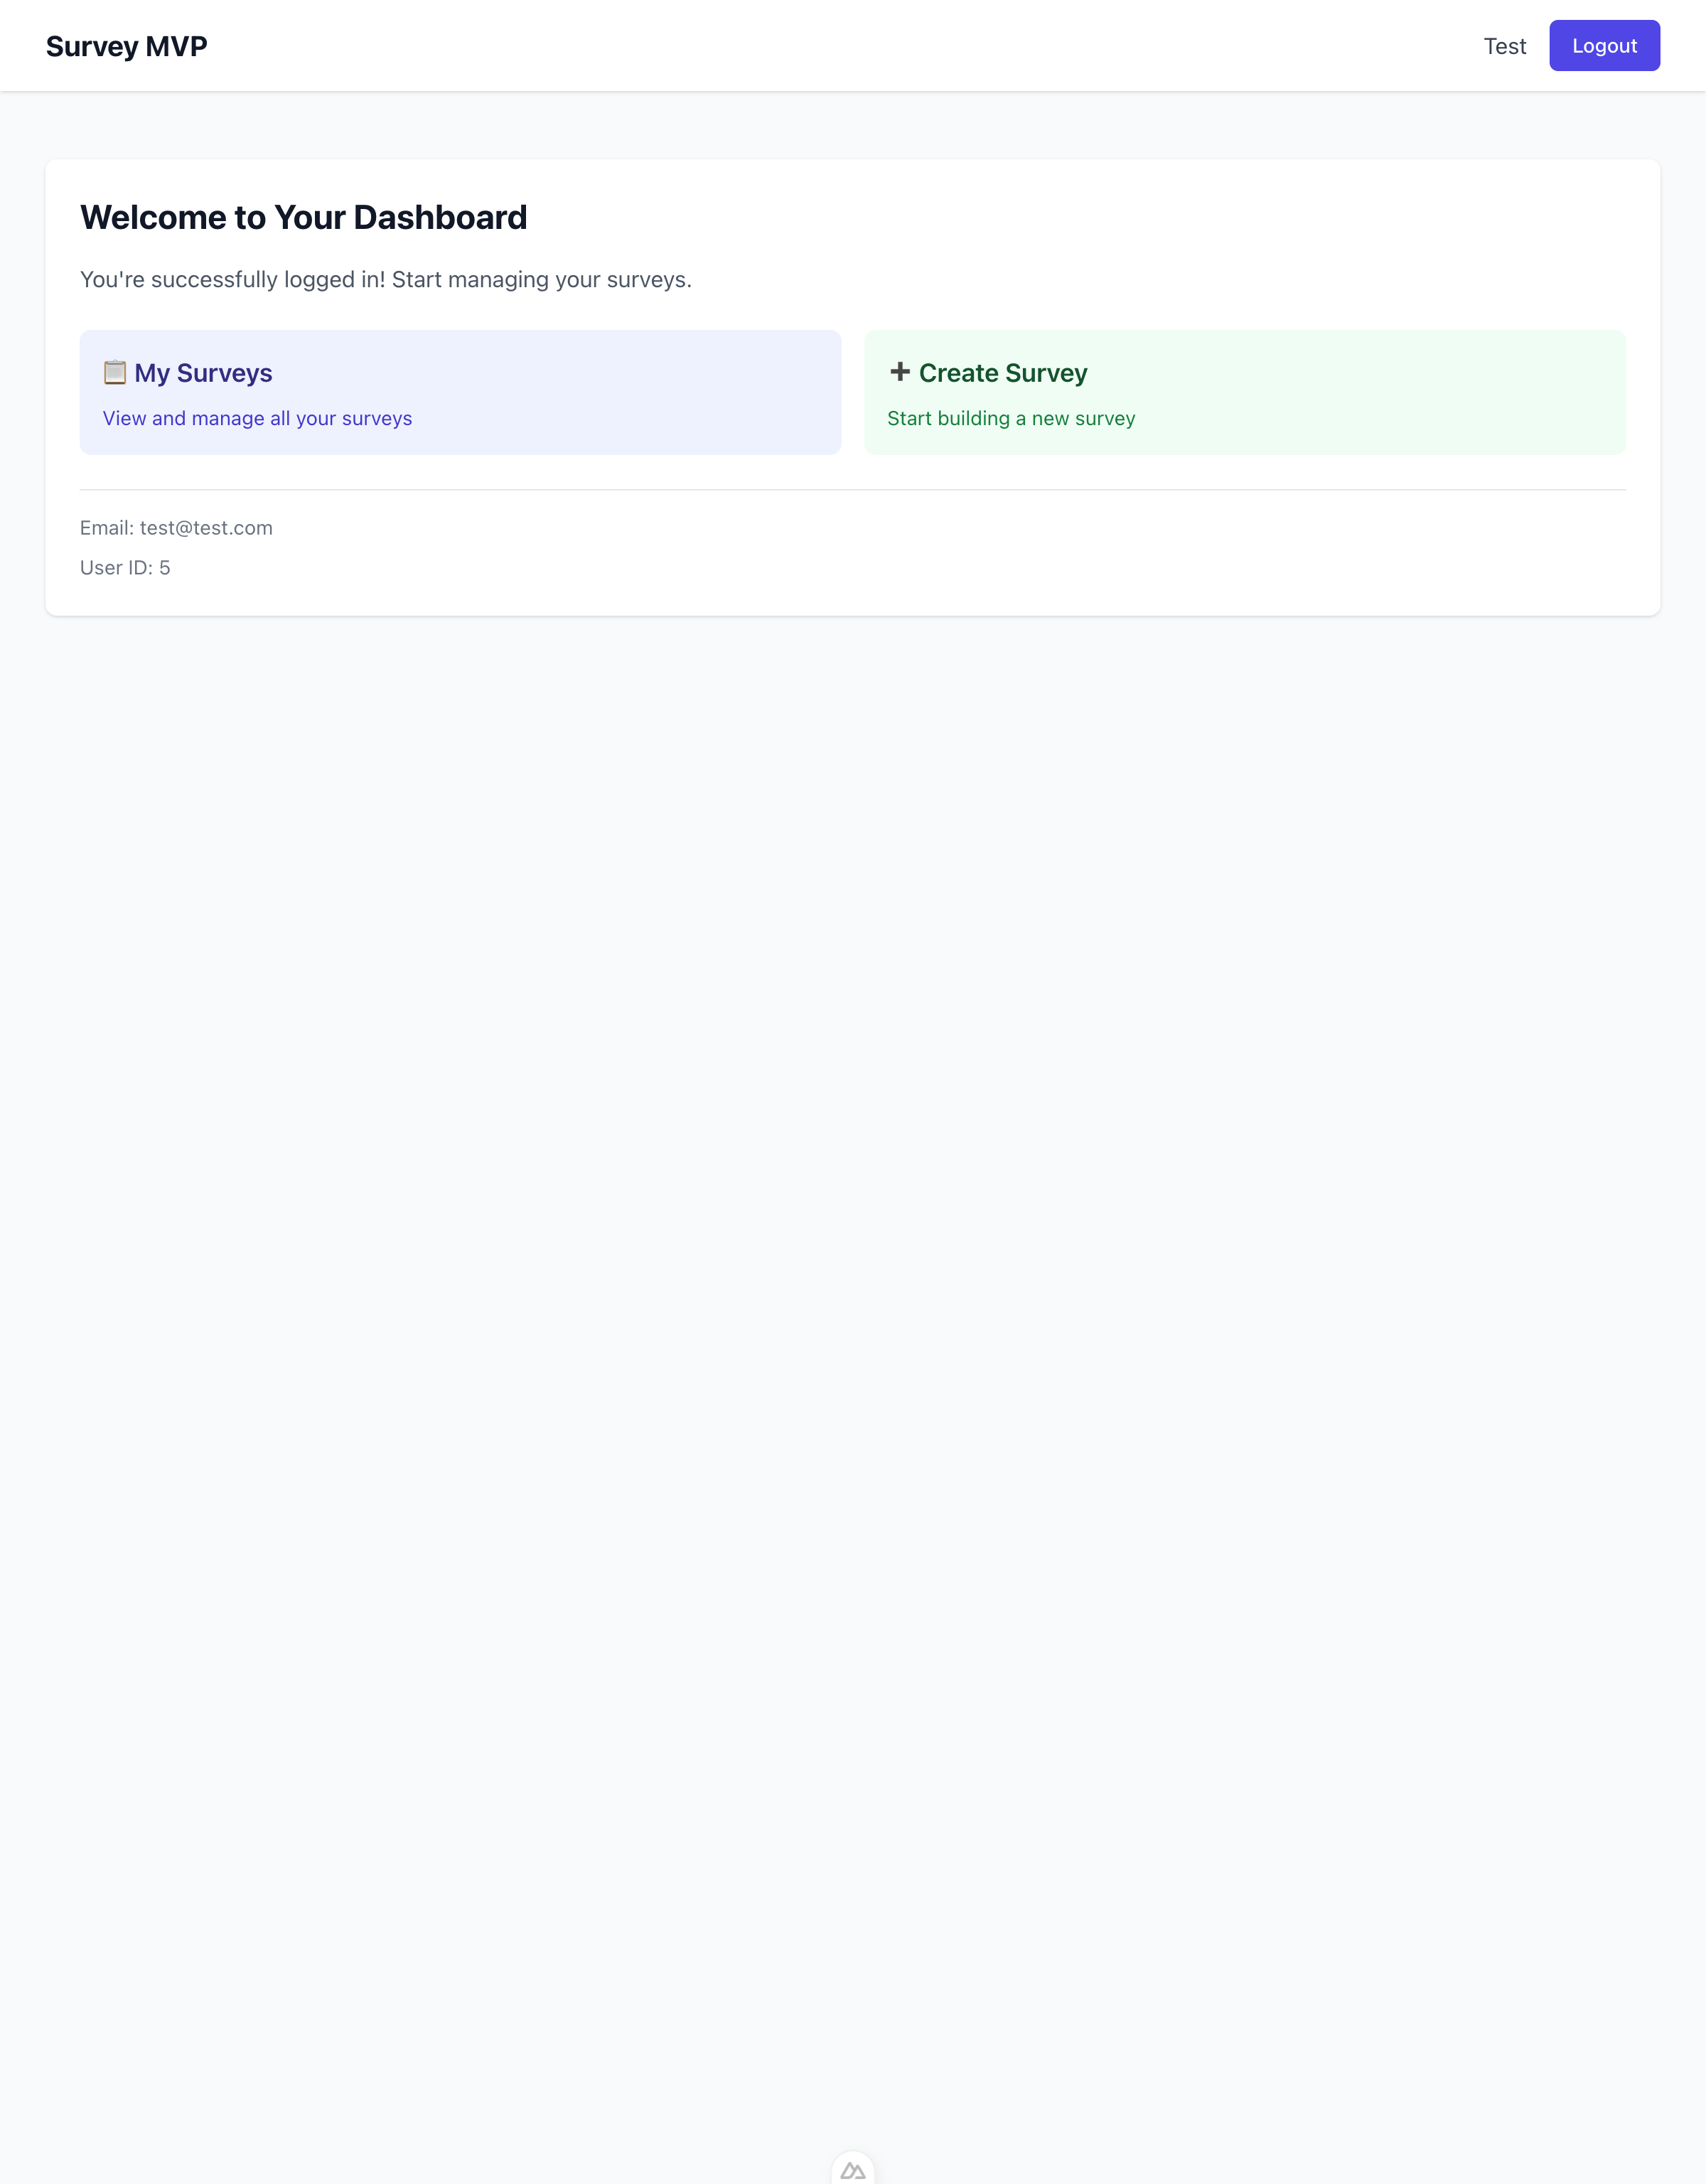 Survey MVP
Test
Logout
Welcome to Your Dashboard
You're successfully logged in! Start managing your surveys.
📋 My Surveys
View and manage all your surveys
➕ Create Survey
Start building a new survey
Email: test@test.com
User ID: 5